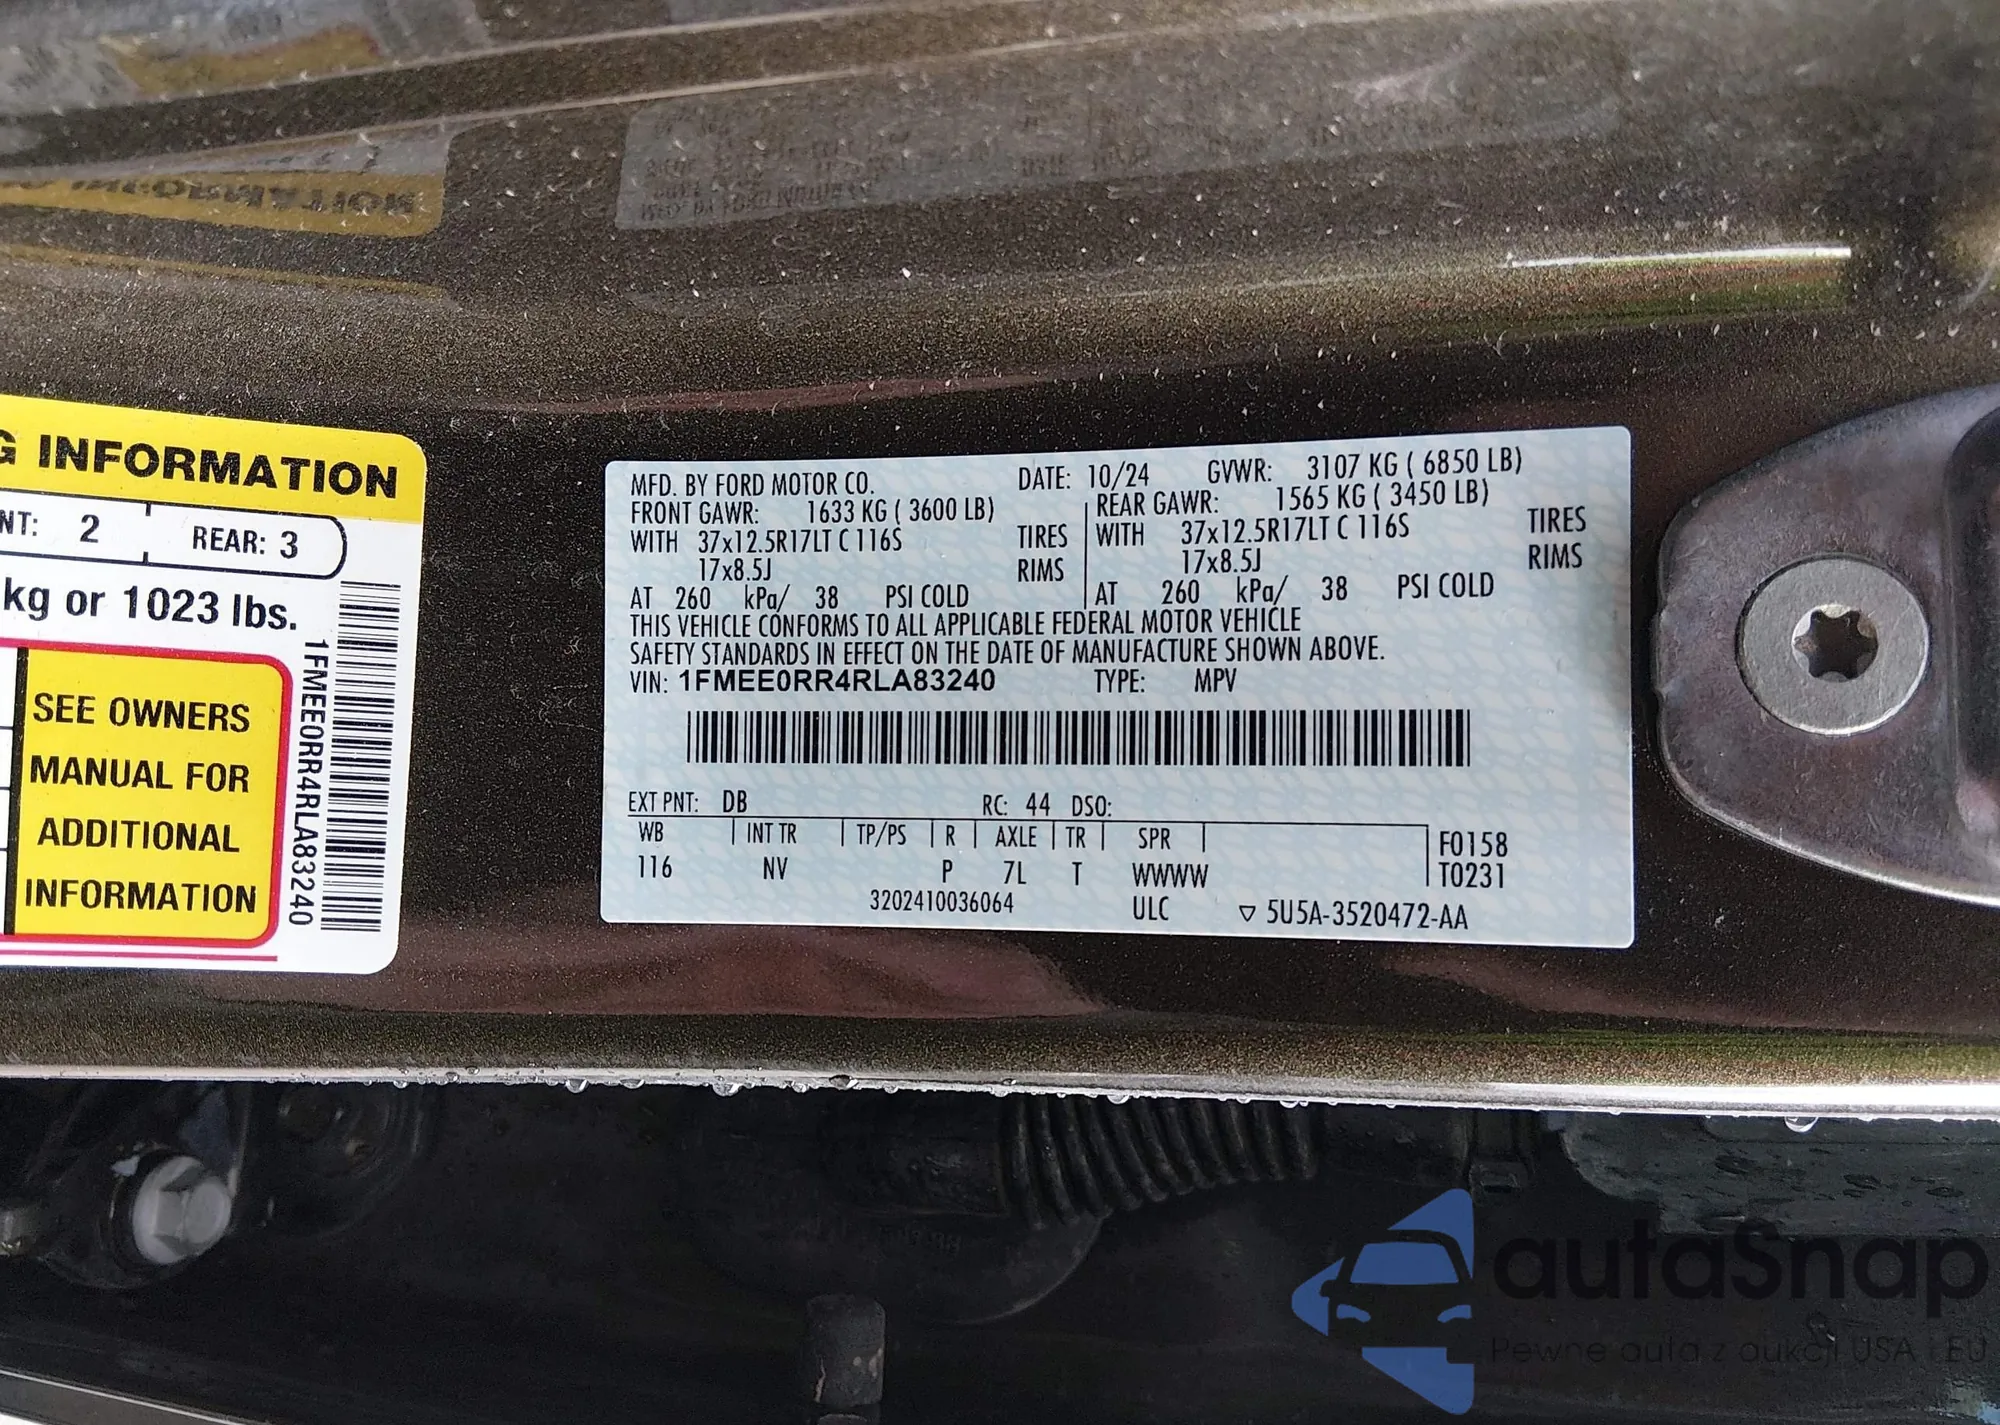 G INFORMATION
NT: 2 REAR: 3
kg or 1023 lbs.
SEE OWNERS
MANUAL FOR
ADDITIONAL
INFORMATION
1FMEE0RR4RLA83240
MFD. BY FORD MOTOR CO. DATE: 10/24 GVWR: 3107 KG ( 6850 LB)
FRONT GAWR: 1633 KG ( 3600 LB) REAR GAWR: 1565 KG ( 3450 LB)
WITH 37x12.5R17LT C 116S TIRES WITH 37x12.5R17LT C 116S TIRES
17x8.5J RIMS 17x8.5J RIMS
AT 260 kPa/ 38 PSI COLD AT 260 kPa/ 38 PSI COLD
THIS VEHICLE CONFORMS TO ALL APPLICABLE FEDERAL MOTOR VEHICLE
SAFETY STANDARDS IN EFFECT ON THE DATE OF MANUFACTURE SHOWN ABOVE.
VIN: 1FMEE0RR4RLA83240 TYPE: MPV
EXT PNT: DB RC: 44 DSO:
WB INT TR TP/PS R AXLE TR SPR F0158
116 NV P 7L T WWWW T0231
3202410036064 ULC ▽ 5U5A-3520472-AA
autaSnap
Pewne auta z aukcji USA i EU